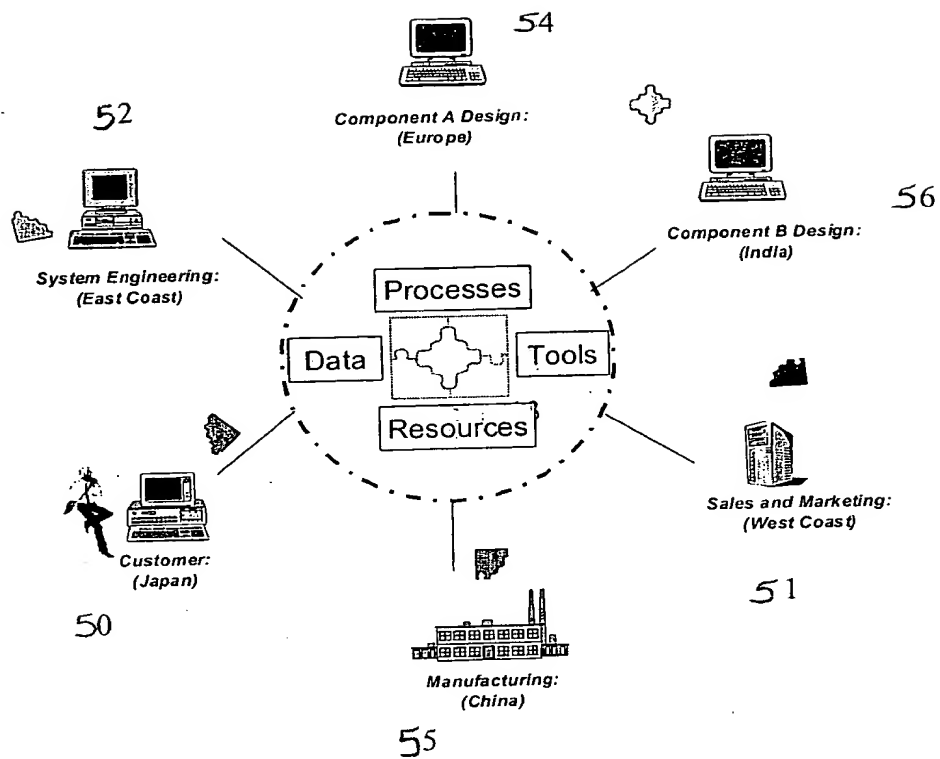 54
Component A Design:
(Europe)
52
56
Component B Design:
(India)
System Engineering:
(East Coast)
Processes
Data
Tools
Resources
Sales and Marketing:
(West Coast)
51
Customer:
(Japan)
50
Manufacturing:
(China)
55